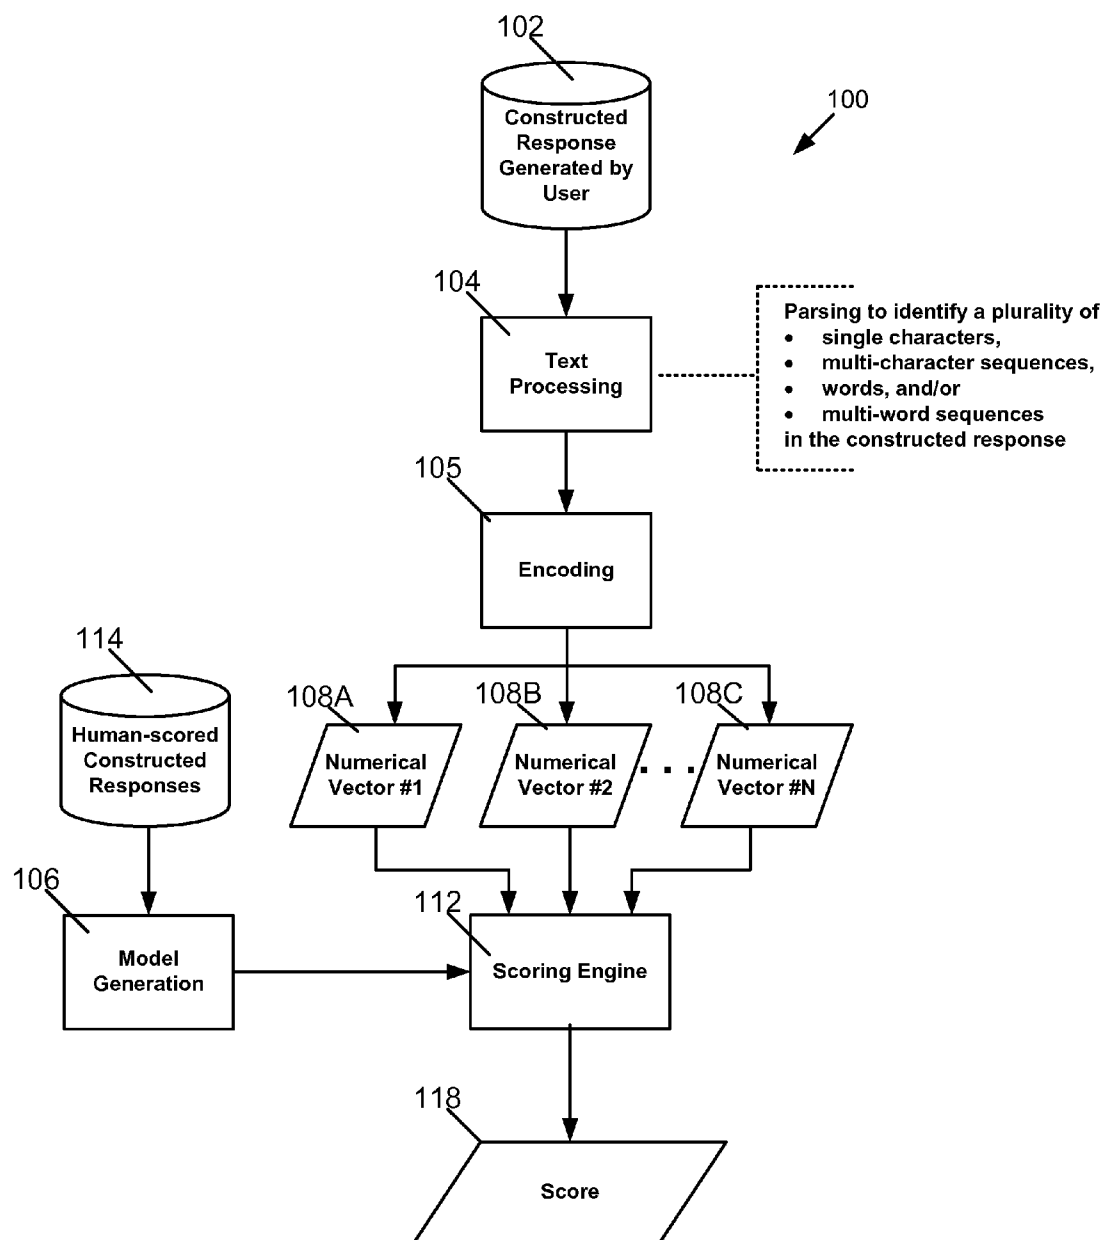 102
Constructed
Response
Generated by
User
100
104
Text
Processing
Parsing to identify a plurality of
• single characters,
• multi-character sequences,
• words, and/or
• multi-word sequences
in the constructed response
105
Encoding
114
Human-scored
Constructed
Responses
108A
Numerical
Vector #1
108B
Numerical
Vector #2
. . .
108C
Numerical
Vector #N
106
Model
Generation
112
Scoring Engine
118
Score